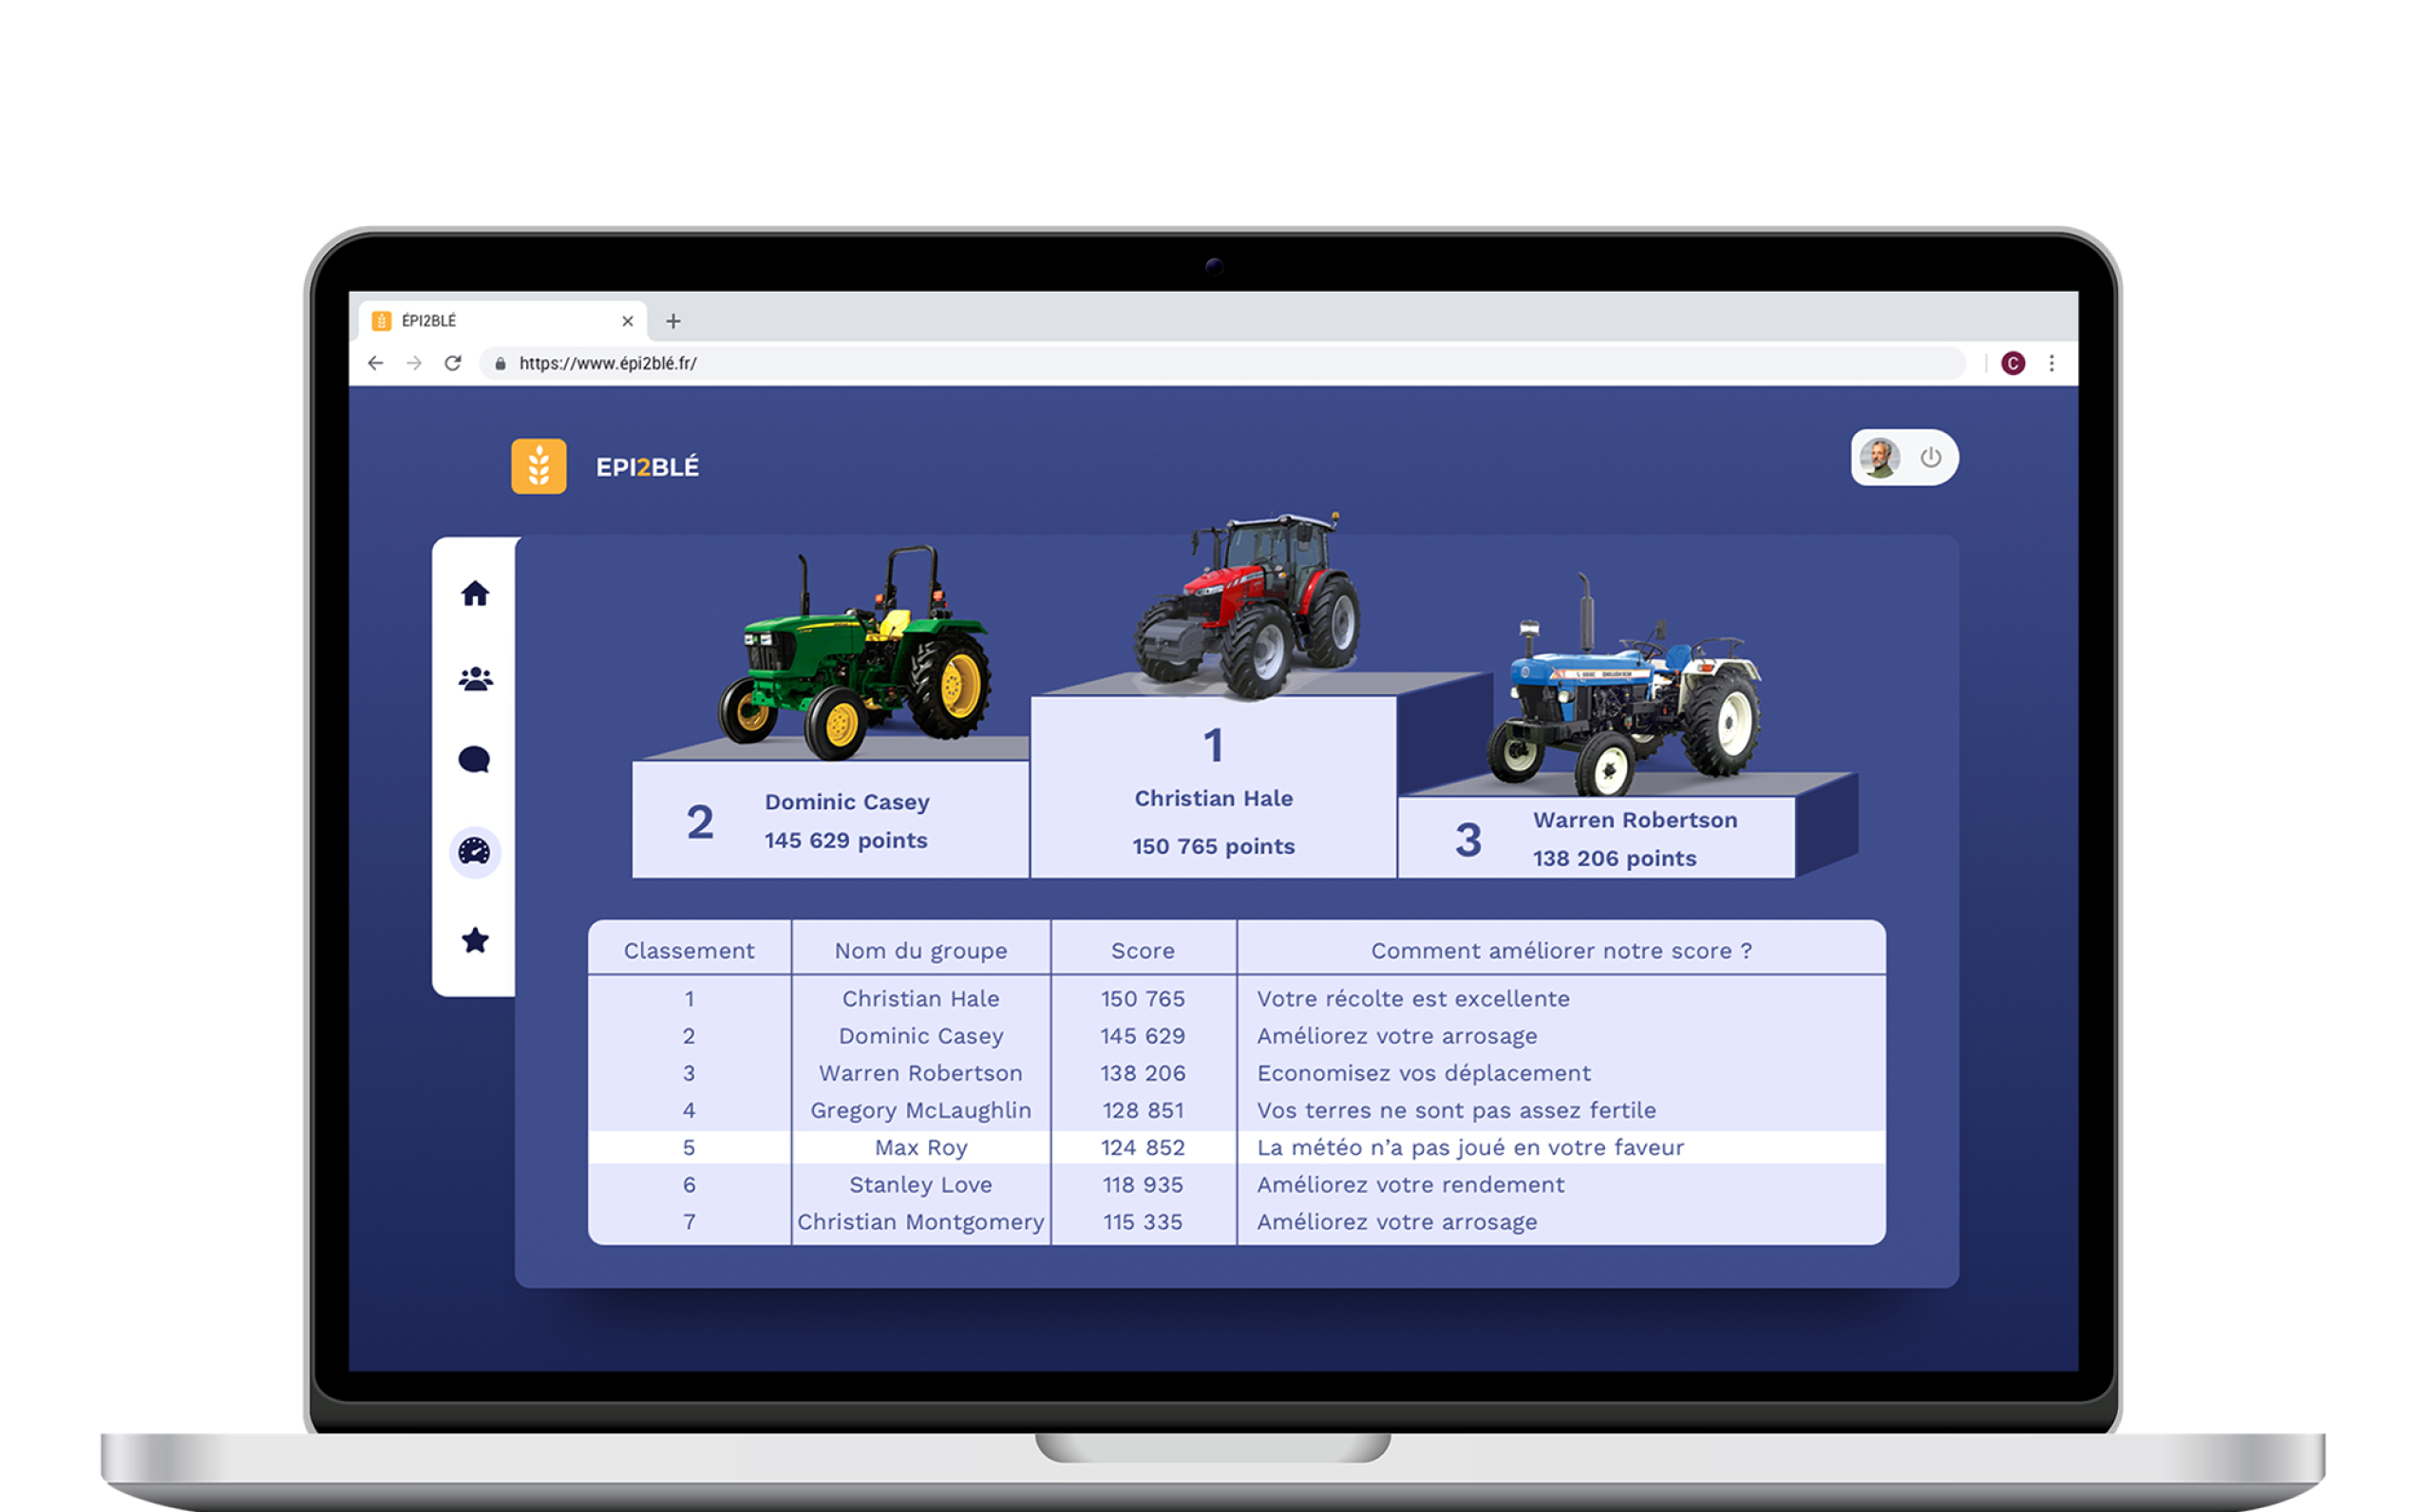 ÉPI2BLÉ
https://www.épi2blé.fr/
C
EPI2BLÉ
1
Christian Hale
150 765 points
2
Dominic Casey
145 629 points
3
Warren Robertson
138 206 points
Classement Nom du groupe Score Comment améliorer notre score ?
1 Christian Hale 150 765 Votre récolte est excellente
2 Dominic Casey 145 629 Améliorez votre arrosage
3 Warren Robertson 138 206 Economisez vos déplacement
4 Gregory McLaughlin 128 851 Vos terres ne sont pas assez fertile
5 Max Roy 124 852 La météo n’a pas joué en votre faveur
6 Stanley Love 118 935 Améliorez votre rendement
7 Christian Montgomery 115 335 Améliorez votre arrosage